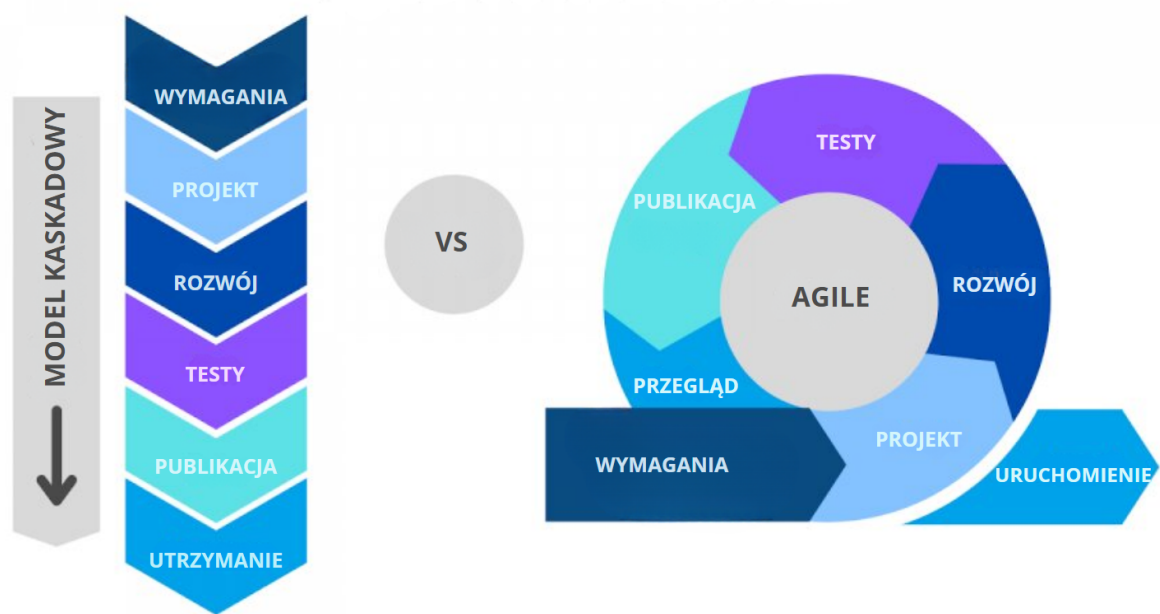 MODEL KASKADOWY
WYMAGANIA
PROJEKT
ROZWÓJ
TESTY
PUBLIKACJA
UTRZYMANIE
VS
TESTY
PUBLIKACJA
ROZWÓJ
AGILE
PRZEGLĄD
PROJEKT
WYMAGANIA
URUCHOMIENIE